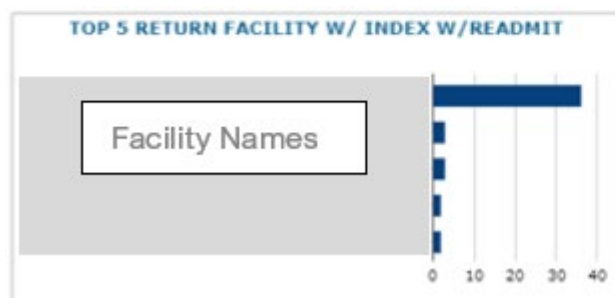 TOP 5 RETURN FACILITY W/ INDEX W/READMIT
Facility Names
0 10 20 30 40